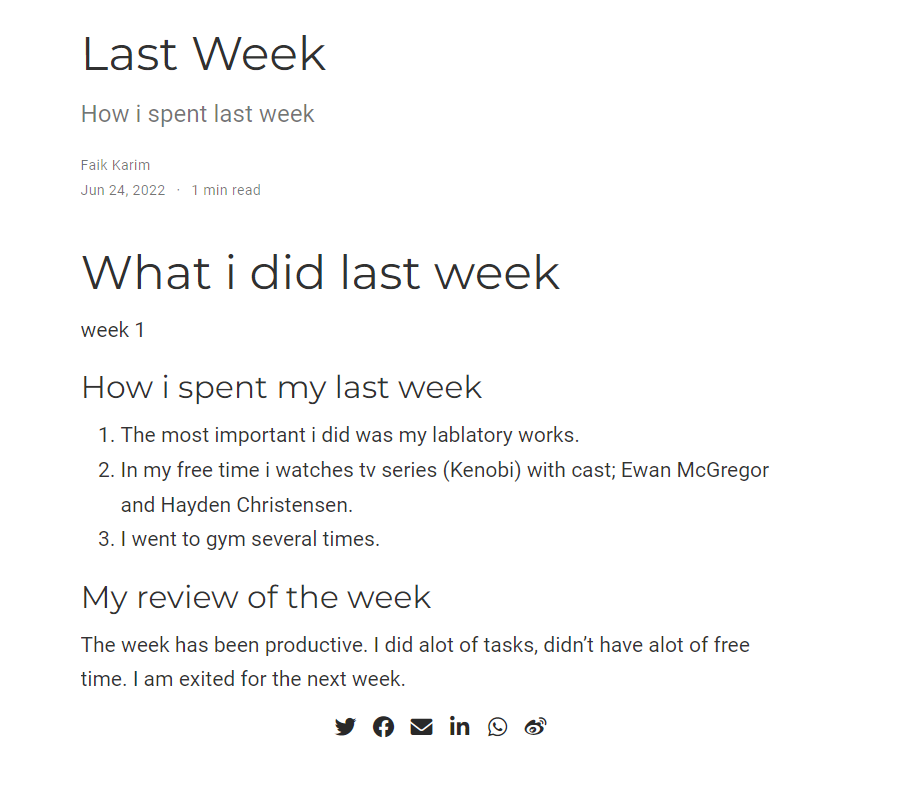 Last Week
How i spent last week
Faik Karim
Jun 24, 2022 · 1 min read
What i did last week
week 1
How i spent my last week
1. The most important i did was my lablatory works.
2. In my free time i watches tv series (Kenobi) with cast; Ewan McGregor
and Hayden Christensen.
3. I went to gym several times.
My review of the week
The week has been productive. I did alot of tasks, didn’t have alot of free
time. I am exited for the next week.